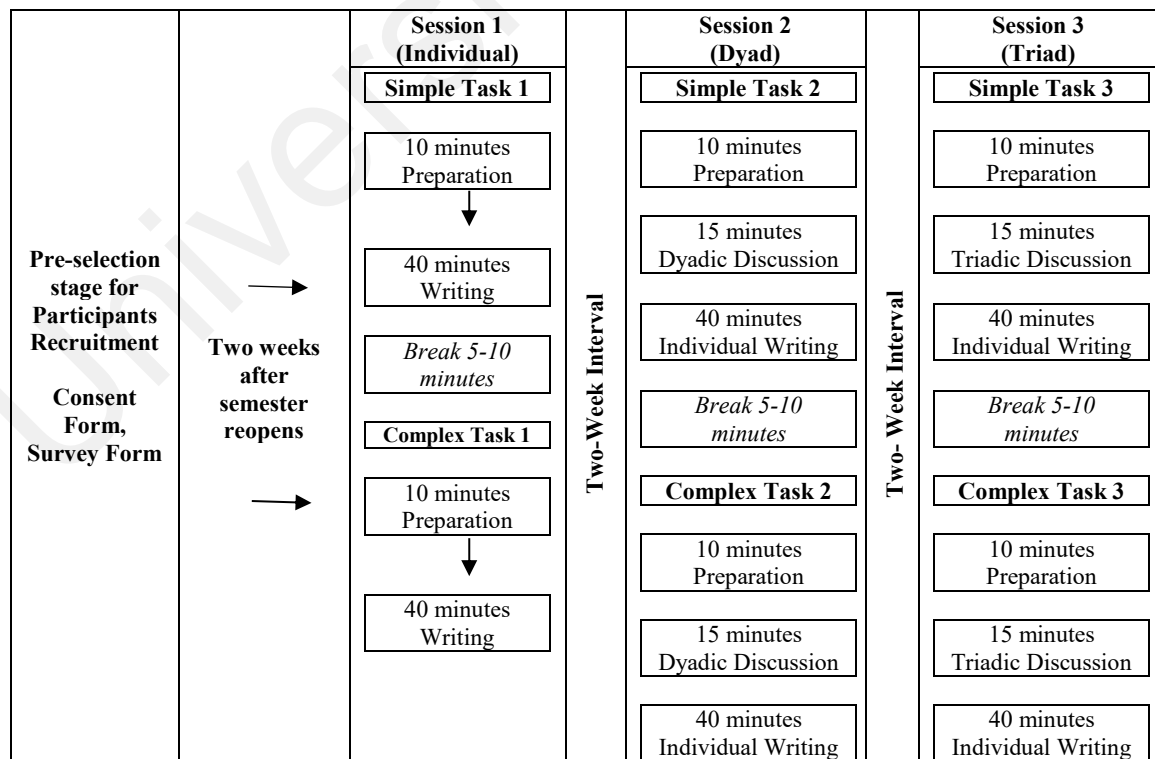 Pre-selection
stage for
Participants
Recruitment
Consent
Form,
Survey Form
Two weeks
after
semester
reopens
Session 1
(Individual)
Simple Task 1
10 minutes
Preparation
40 minutes
Writing
Break 5-10
minutes
Complex Task 1
10 minutes
Preparation
40 minutes
Writing
Two-Week Interval
Session 2
(Dyad)
Simple Task 2
10 minutes
Preparation
15 minutes
Dyadic Discussion
40 minutes
Individual Writing
Break 5-10
minutes
Complex Task 2
10 minutes
Preparation
15 minutes
Dyadic Discussion
40 minutes
Individual Writing
Two- Week Interval
Session 3
(Triad)
Simple Task 3
10 minutes
Preparation
15 minutes
Triadic Discussion
40 minutes
Individual Writing
Break 5-10
minutes
Complex Task 3
10 minutes
Preparation
15 minutes
Triadic Discussion
40 minutes
Individual Writing